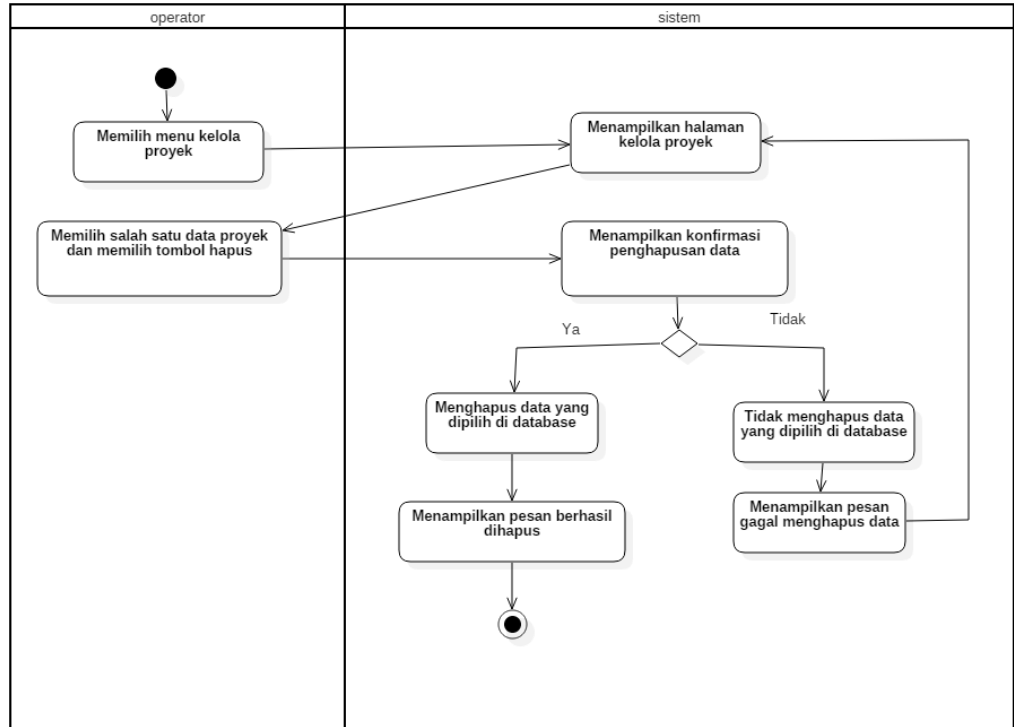 operator
sistem
Memilih menu kelola
proyek
Menampilkan halaman
kelola proyek
Memilih salah satu data proyek
dan memilih tombol hapus
Menampilkan konfirmasi
penghapusan data
Ya
Tidak
Menghapus data yang
dipilih di database
Tidak menghapus data
yang dipilih di database
Menampilkan pesan berhasil
dihapus
Menampilkan pesan
gagal menghapus data